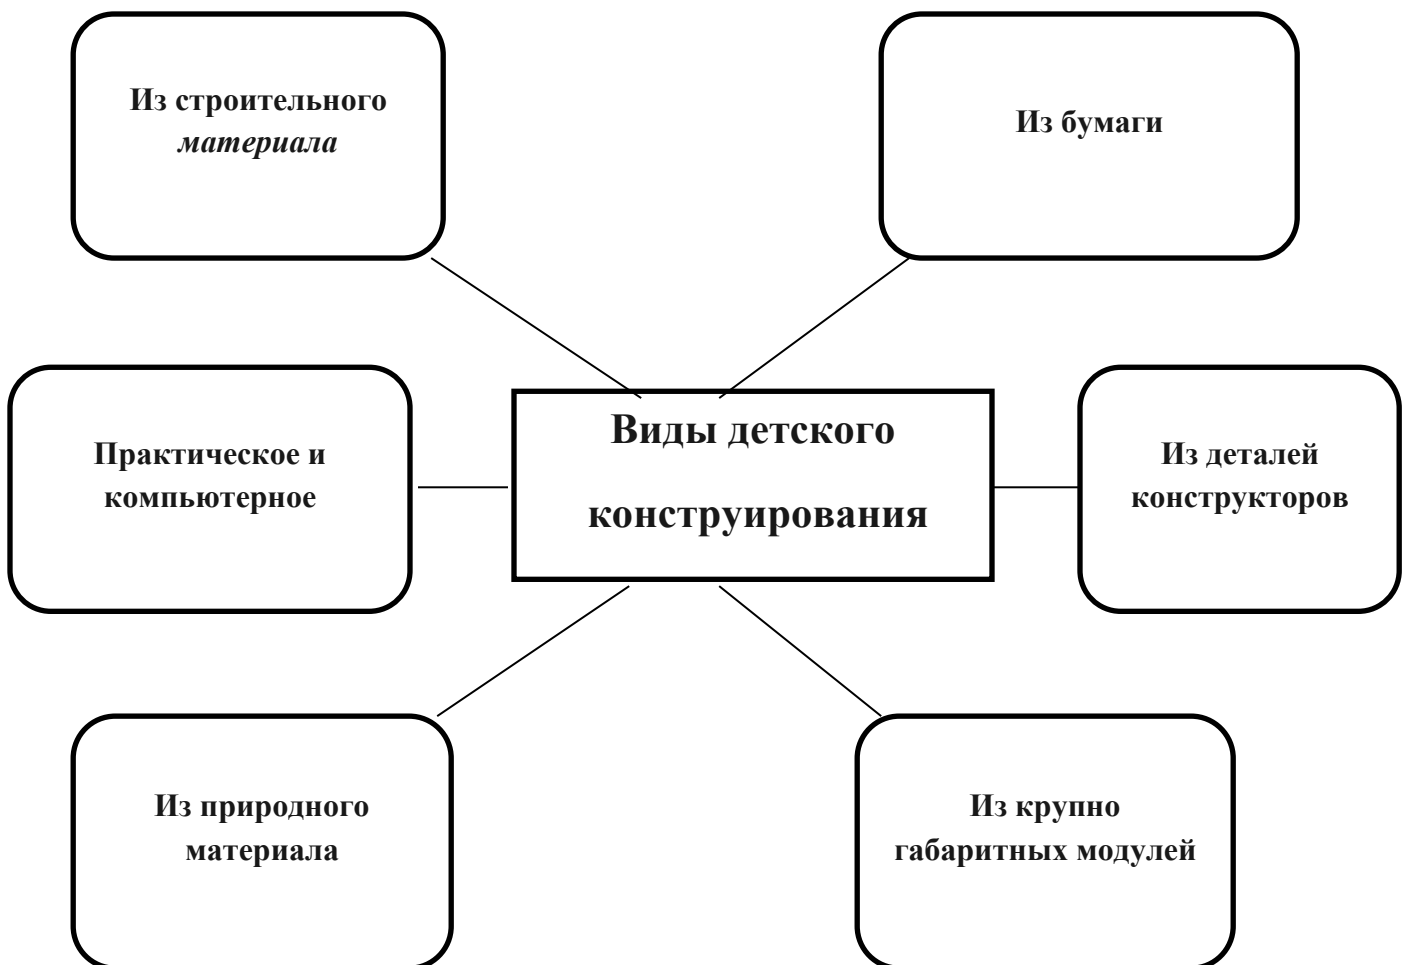 Из строительного
материала
Из бумаги
Практическое и
компьютерное
Виды детского
конструирования
Из деталей
конструкторов
Из природного
материала
Из крупно
габаритных модулей